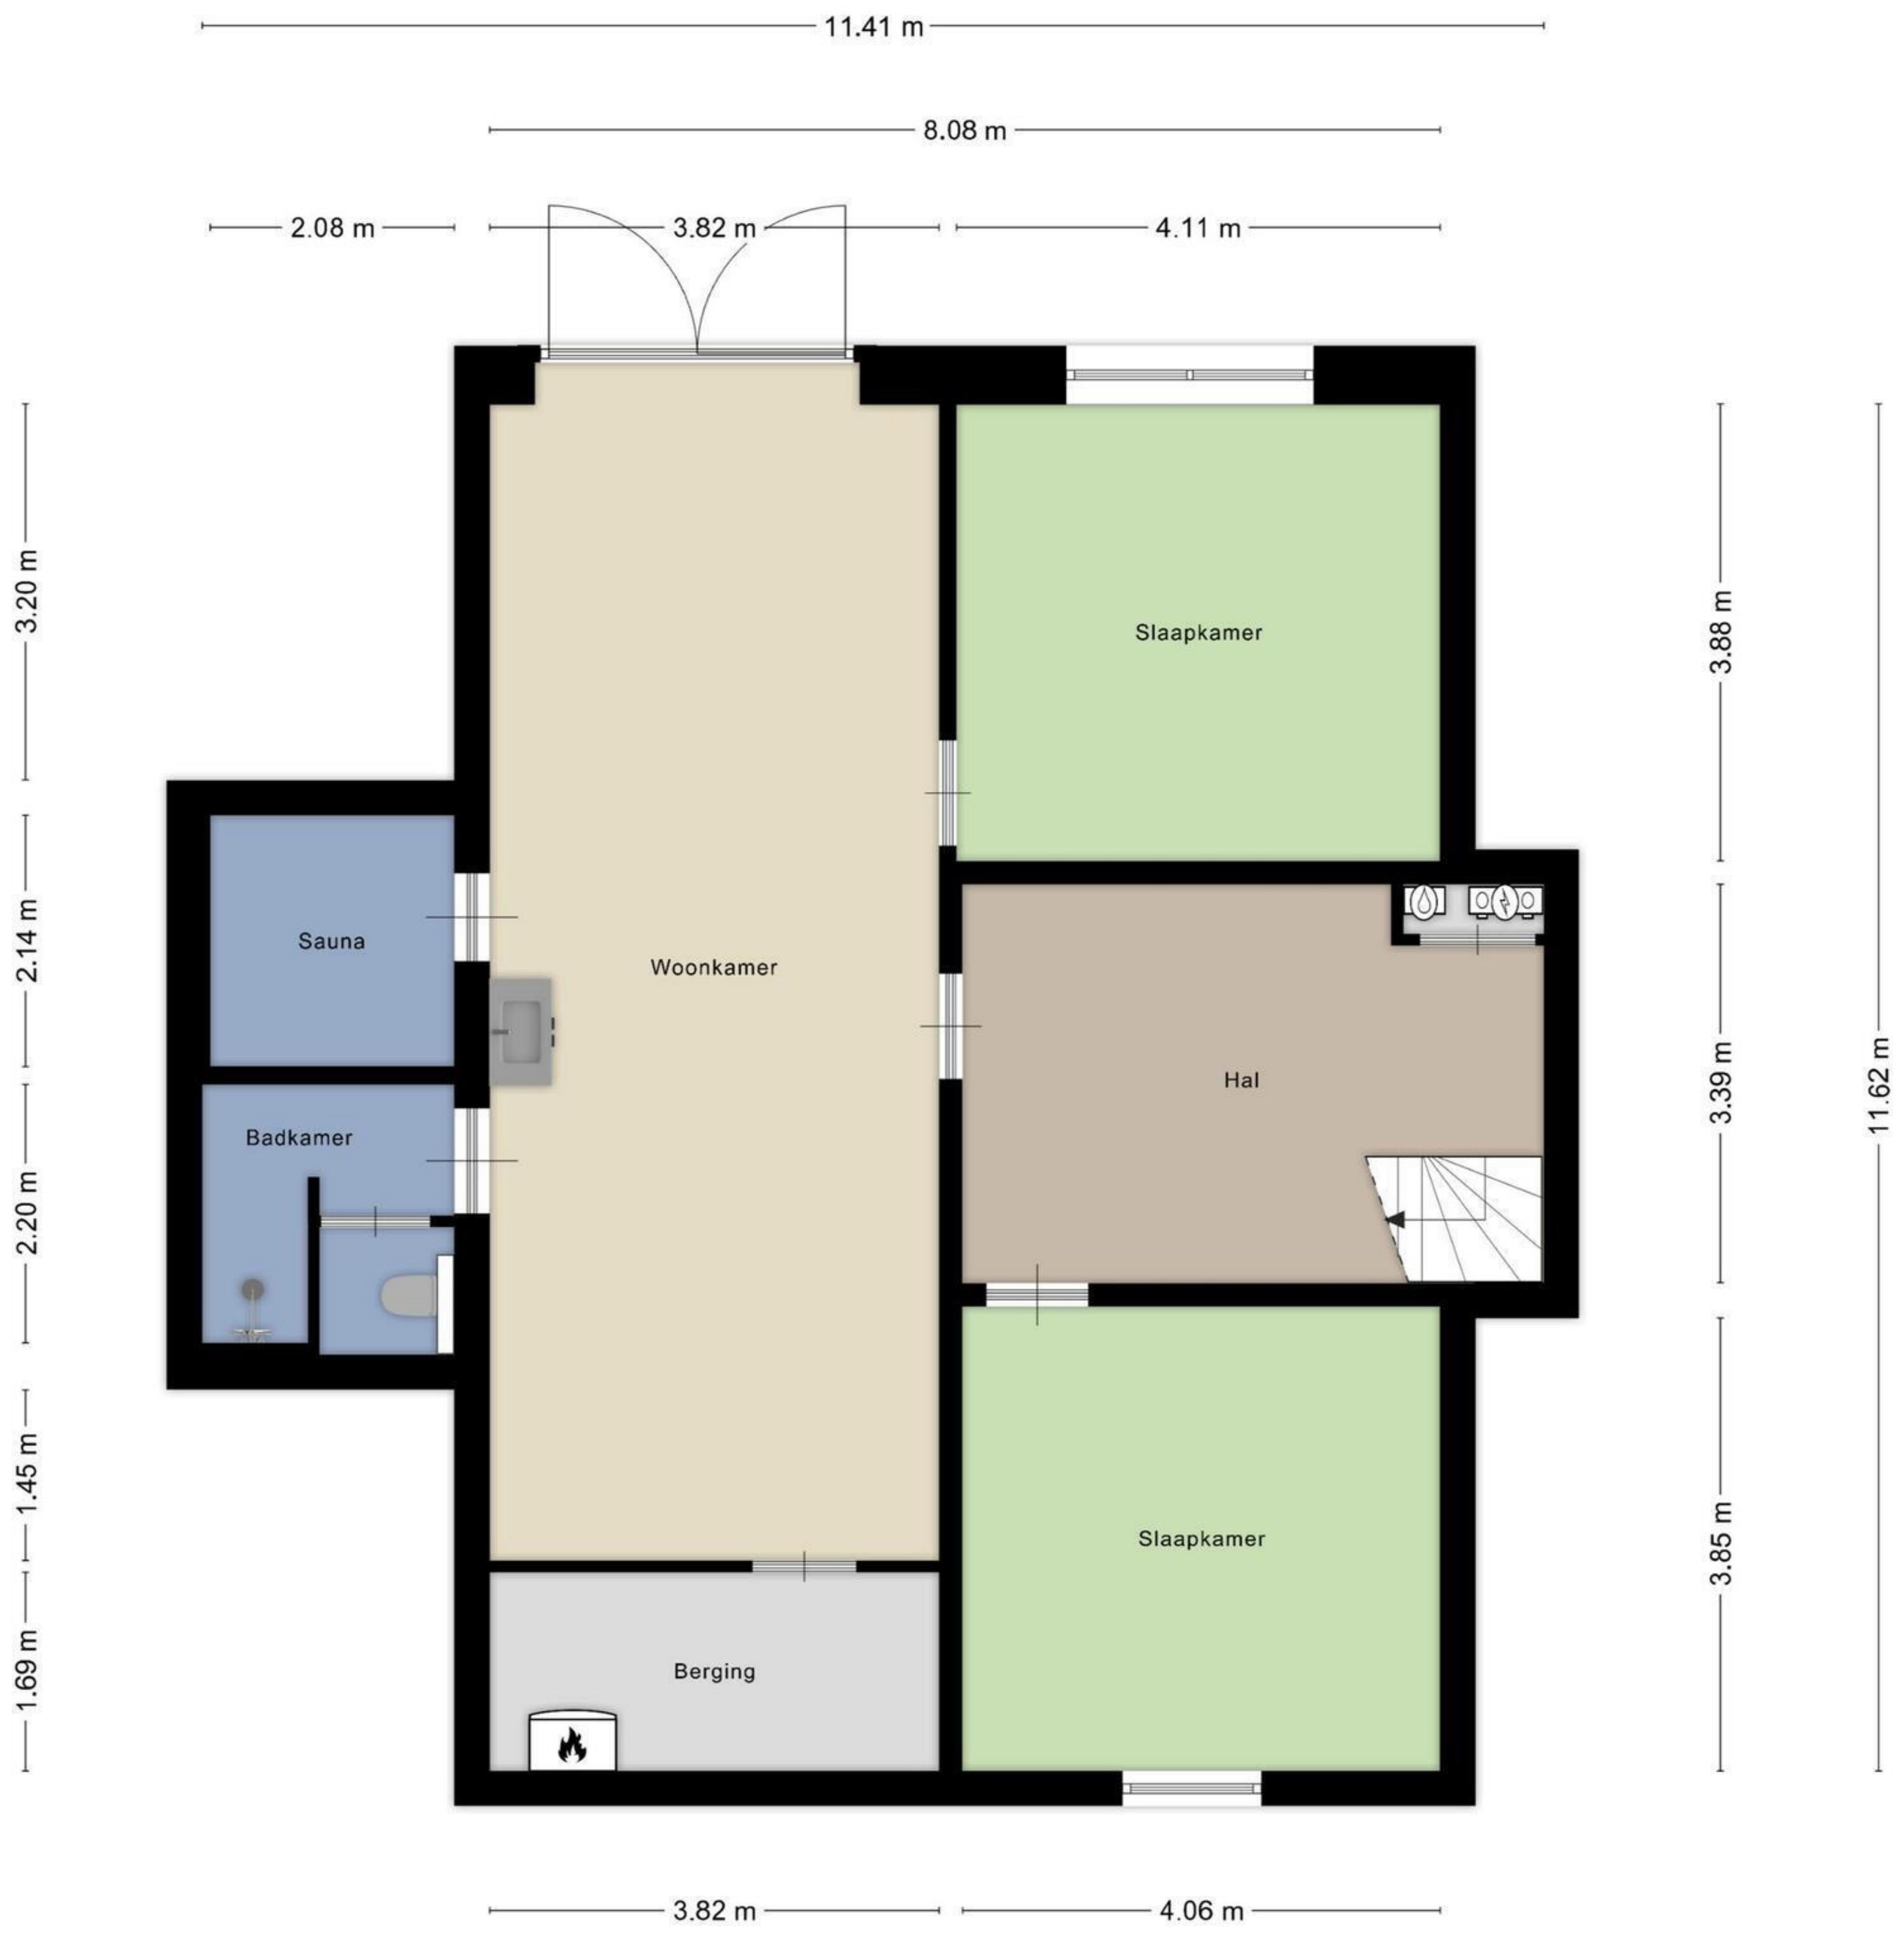 11.41 m
8.08 m
2.08 m
3.82 m
4.11 m
3.20 m
3.88 m
Slaapkamer
2.14 m
Sauna
Woonkamer
Hal
3.39 m
11.62 m
Badkamer
2.20 m
1.45 m
Slaapkamer
3.85 m
1.69 m
Berging
3.82 m
4.06 m